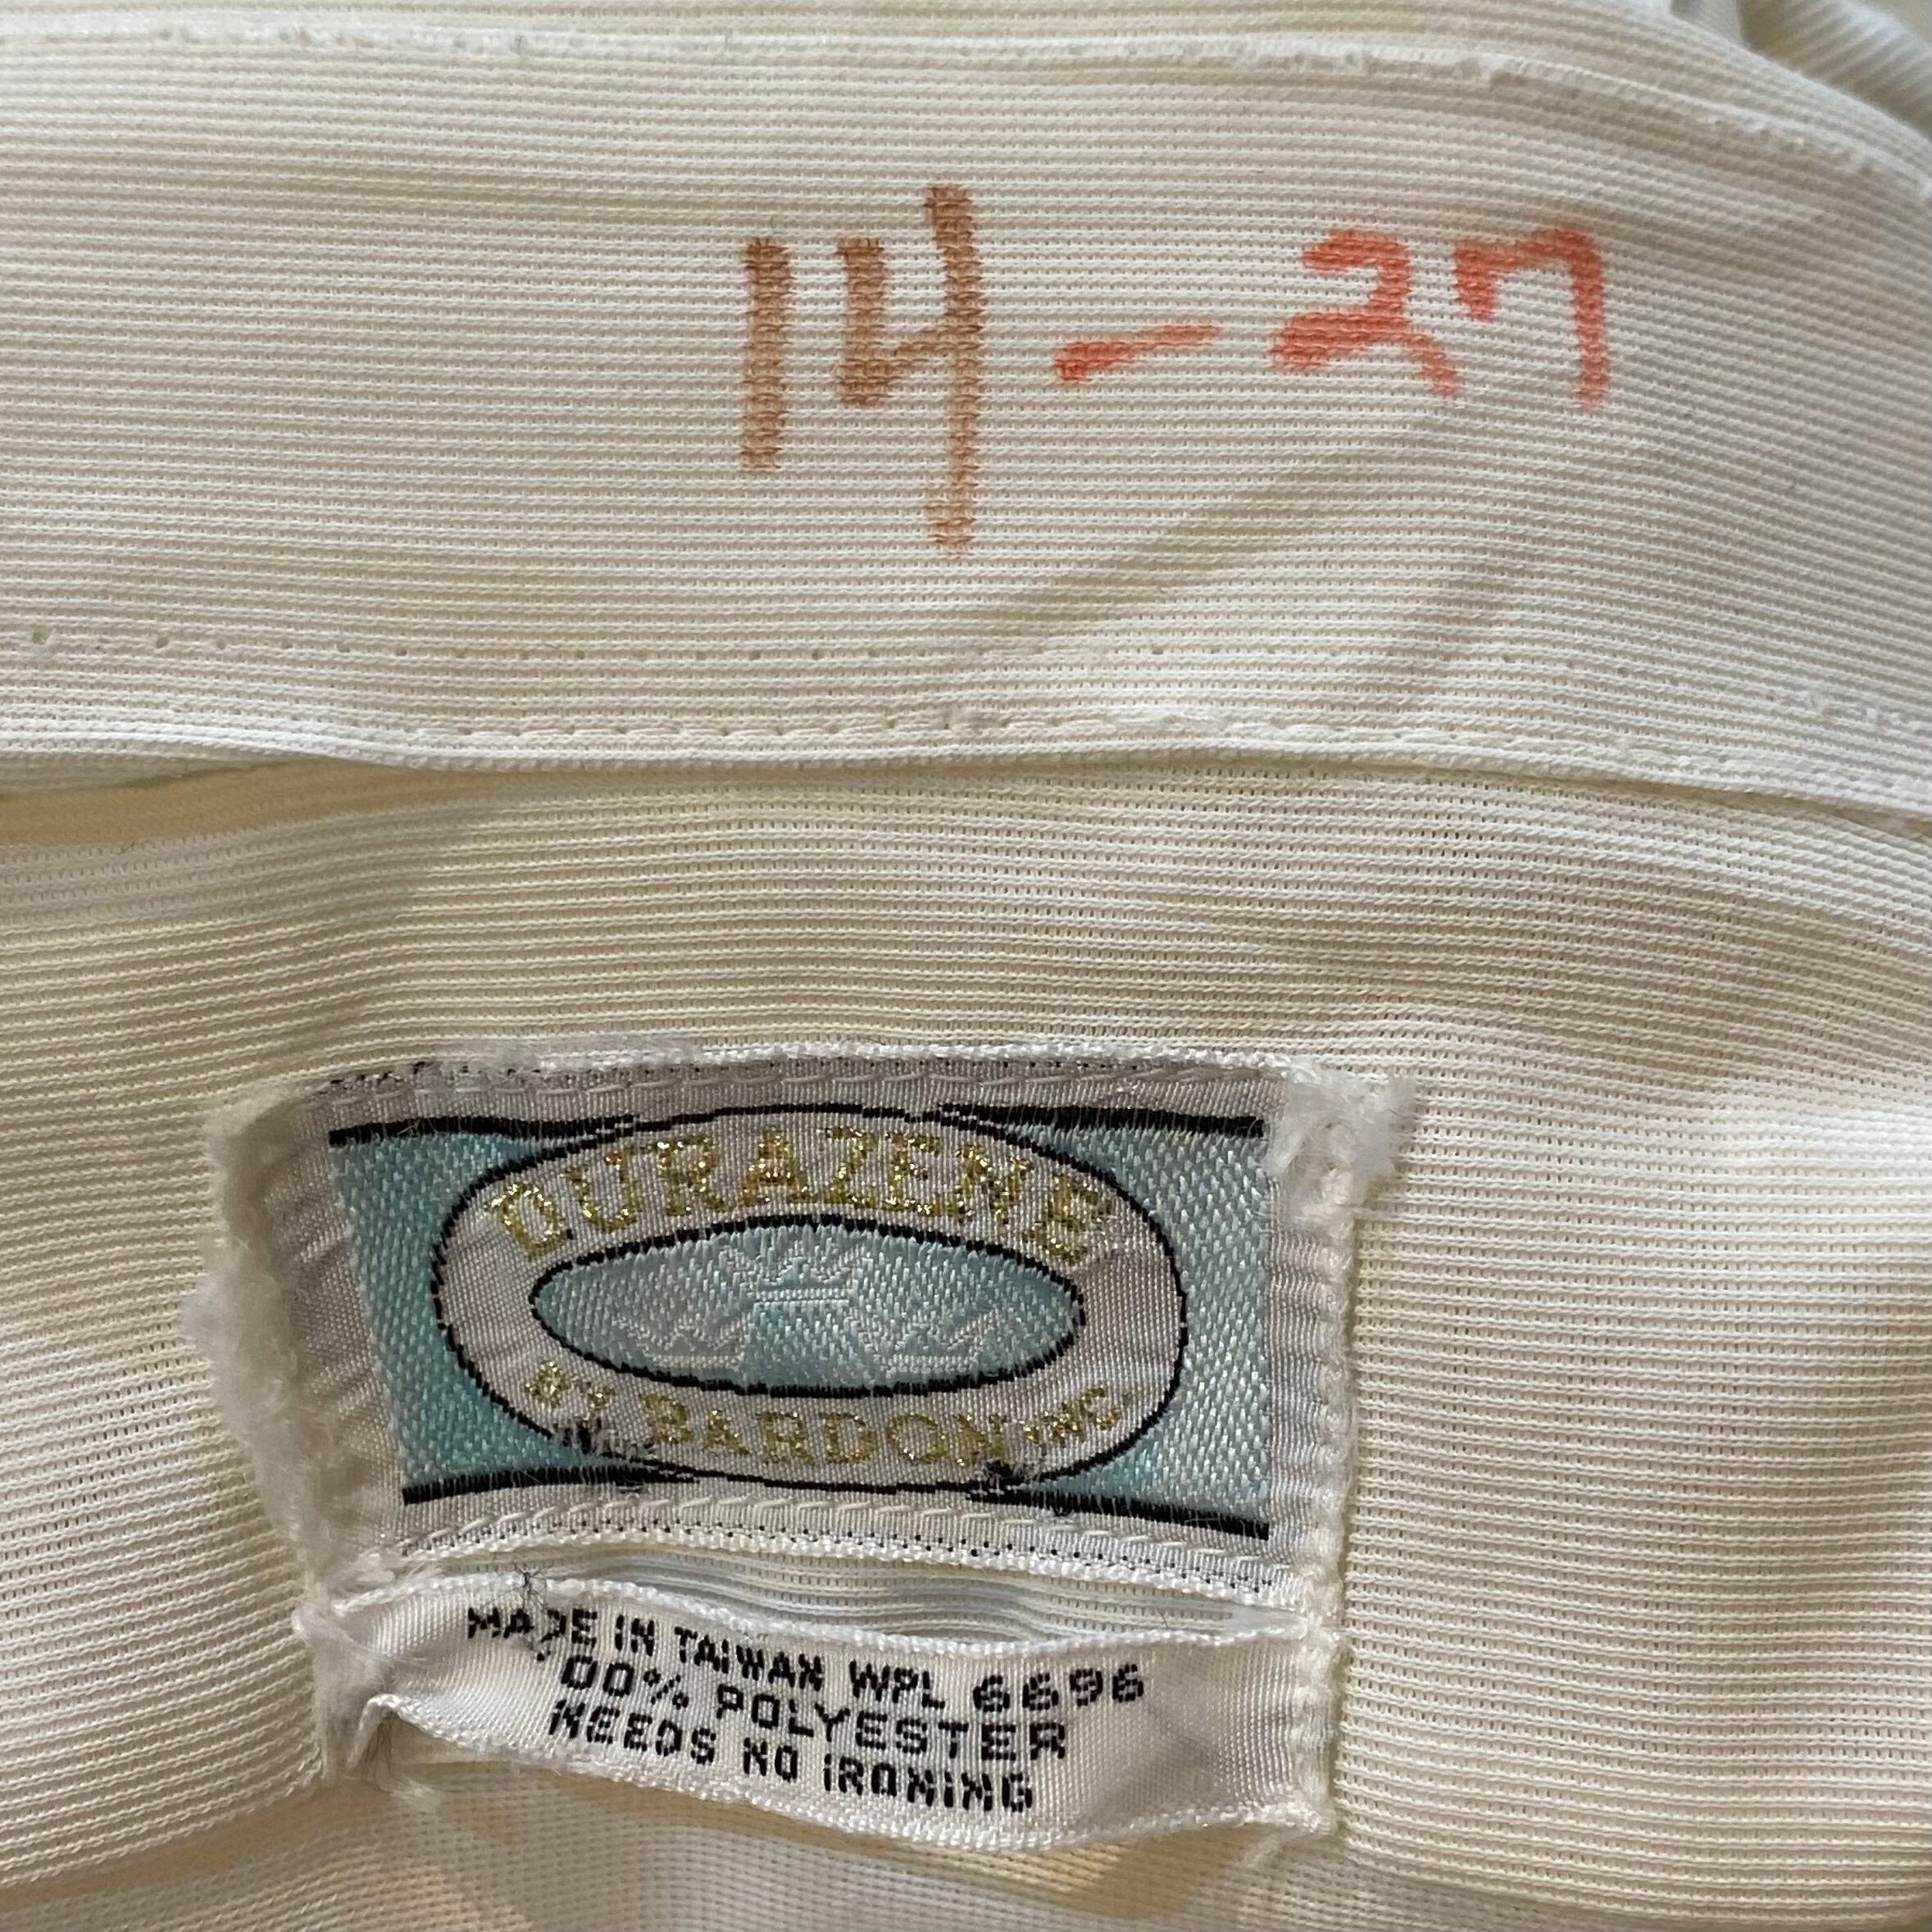 14-27
DURAZENE
BY BARDON INC.
MADE IN TAIWAN WPL 6696
100% POLYESTER
NEEDS NO IRONING